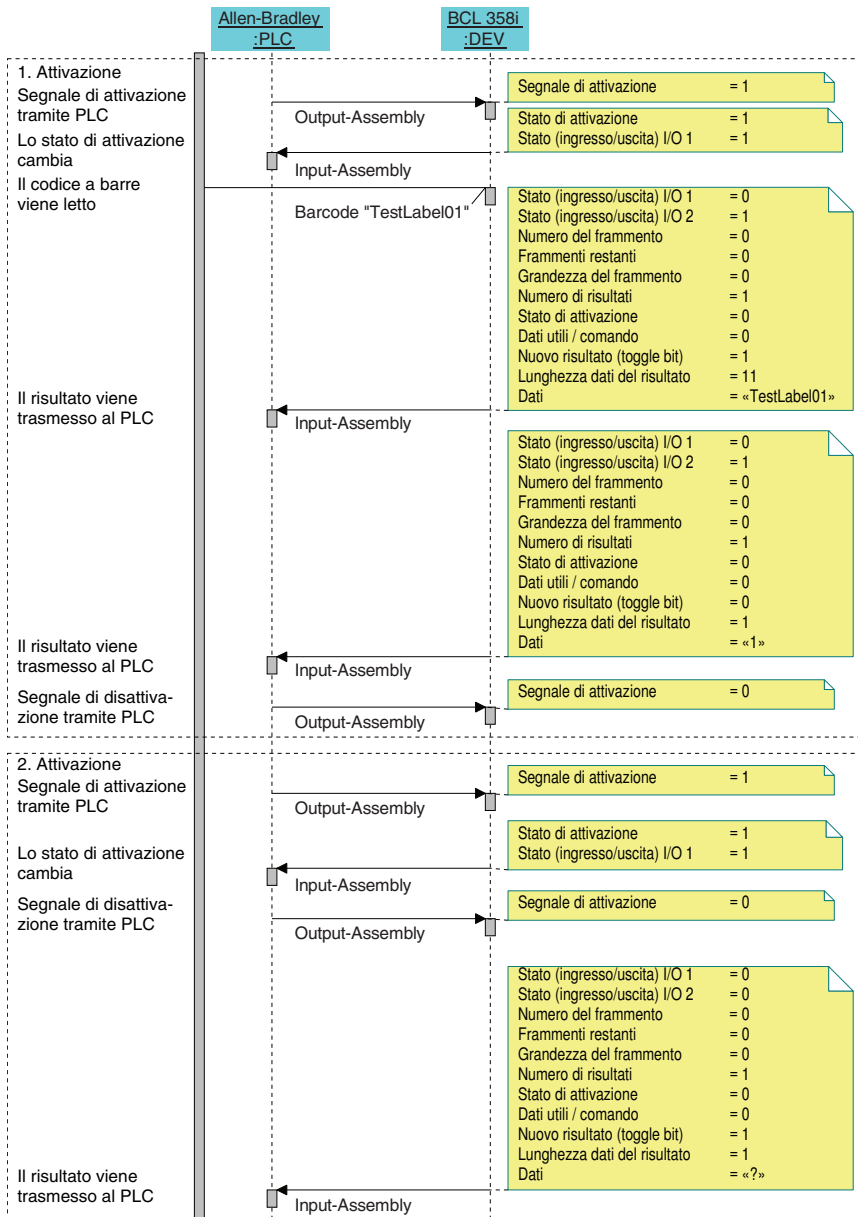 Allen-Bradley
:PLC
BCL 358i
:DEV
1. Attivazione
Segnale di attivazione
tramite PLC
Output-Assembly
Segnale di attivazione = 1
Lo stato di attivazione
cambia
Input-Assembly
Stato di attivazione = 1
Stato (ingresso/uscita) I/O 1 = 1
Il codice a barre
viene letto
Barcode "TestLabel01"
Stato (ingresso/uscita) I/O 1 = 0
Stato (ingresso/uscita) I/O 2 = 1
Numero del frammento = 0
Frammenti restanti = 0
Grandezza del frammento = 0
Numero di risultati = 1
Stato di attivazione = 0
Dati utili / comando = 0
Nuovo risultato (toggle bit) = 1
Lunghezza dati del risultato = 11
Dati = «TestLabel01»
Il risultato viene
trasmesso al PLC
Input-Assembly
Stato (ingresso/uscita) I/O 1 = 0
Stato (ingresso/uscita) I/O 2 = 1
Numero del frammento = 0
Frammenti restanti = 0
Grandezza del frammento = 0
Numero di risultati = 1
Stato di attivazione = 0
Dati utili / comando = 0
Nuovo risultato (toggle bit) = 0
Lunghezza dati del risultato = 1
Dati = «1»
Il risultato viene
trasmesso al PLC
Input-Assembly
Segnale di disattiva-
zione tramite PLC
Output-Assembly
Segnale di attivazione = 0
2. Attivazione
Segnale di attivazione
tramite PLC
Output-Assembly
Segnale di attivazione = 1
Lo stato di attivazione
cambia
Input-Assembly
Stato di attivazione = 1
Stato (ingresso/uscita) I/O 1 = 1
Segnale di disattiva-
zione tramite PLC
Output-Assembly
Segnale di attivazione = 0
Stato (ingresso/uscita) I/O 1 = 0
Stato (ingresso/uscita) I/O 2 = 0
Numero del frammento = 0
Frammenti restanti = 0
Grandezza del frammento = 0
Numero di risultati = 1
Stato di attivazione = 0
Dati utili / comando = 0
Nuovo risultato (toggle bit) = 1
Lunghezza dati del risultato = 1
Dati = «?»
Il risultato viene
trasmesso al PLC
Input-Assembly